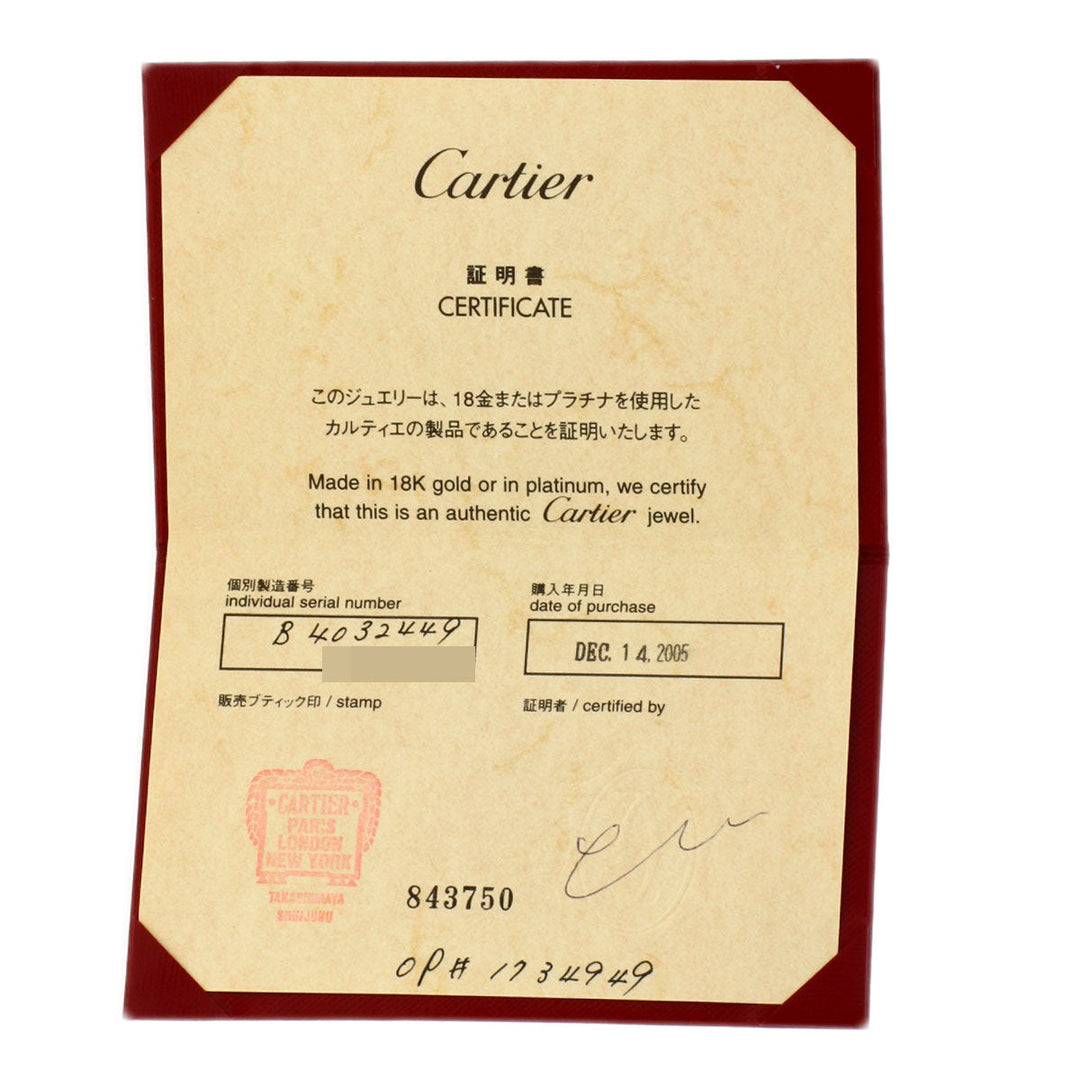 Cartier
証明書
CERTIFICATE
このジュエリーは、18金またはプラチナを使用した
カルティエの製品であることを証明いたします。
Made in 18K gold or in platinum, we certify
that this is an authentic Cartier jewel.
個別製造番号
individual serial number
B 4032449
購入年月日
date of purchase
DEC. 14, 2005
販売ブティック印 / stamp
証明者 / certified by
CARTIER
PARIS
LONDON
NEW YORK
TAKASHIMAYA
SHINJUKU
843750
OP# 1734949